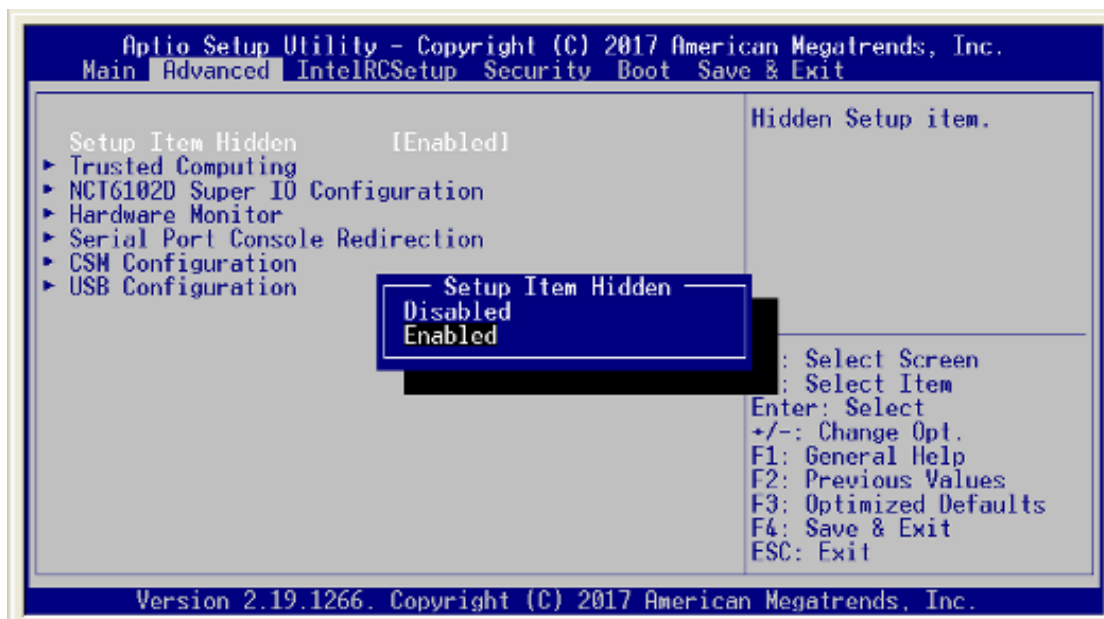 Aptio Setup Utility – Copyright (C) 2017 American Megatrends, Inc.
Main Advanced IntelRCSetup Security Boot Save & Exit
Setup Item Hidden [Enabled]
► Trusted Computing
► NCT6102D Super IO Configuration
► Hardware Monitor
► Serial Port Console Redirection
► CSM Configuration
► USB Configuration
Setup Item Hidden
Disabled
Enabled
Hidden Setup item.
: Select Screen
: Select Item
Enter: Select
+/-: Change Opt.
F1: General Help
F2: Previous Values
F3: Optimized Defaults
F4: Save & Exit
ESC: Exit
Version 2.19.1266. Copyright (C) 2017 American Megatrends, Inc.